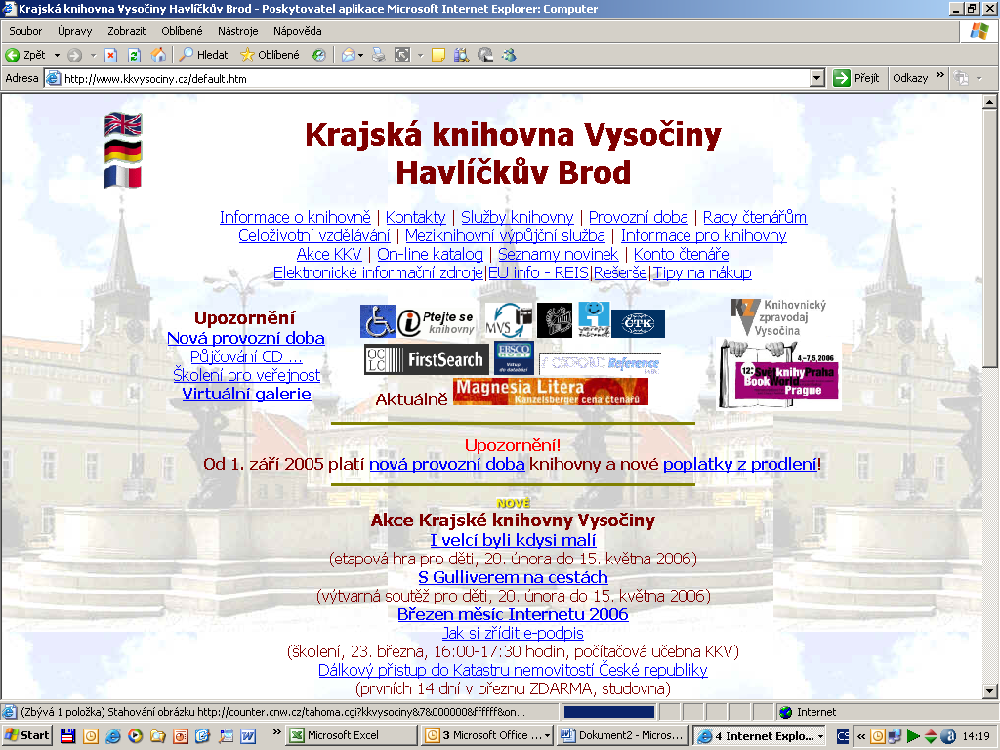 Krajská knihovna Vysočiny Havlíčkův Brod - Poskytovatel aplikace Microsoft Internet Explorer: Computer
Soubor Úpravy Zobrazit Oblíbené Nástroje Nápověda
Zpět Hledat Oblíbené
Adresa http://www.kkvysociny.cz/default.htm Přejít Odkazy »
Krajská knihovna Vysočiny
Havlíčkův Brod
Informace o knihovně | Kontakty | Služby knihovny | Provozní doba | Rady čtenářům
Celoživotní vzdělávání | Meziknihovní výpůjční služba | Informace pro knihovny
Akce KKV | On-line katalog | Seznamy novinek | Konto čtenáře
Elektronické informační zdroje|EU info - REIS|Rešerše|Tipy na nákup
Upozornění
Nová provozní doba
Půjčování CD ...
Školení pro veřejnost
Virtuální galerie
Ptejte se
knihovny
MVS
veřejný
internet
ČTK
OCLC FirstSearch
EBSCO
HOST
Vstup
do databází
OXFORD Reference
Aktuálně
Magnesia Litera
Kanzelsberger cena čtenářů
KZ Knihovnický
zpravodaj
Vysočina
4.-7.5.2006
12. Svět knihy Praha
Book World
Prague
Upozornění!
Od 1. září 2005 platí nová provozní doba knihovny a nové poplatky z prodlení!
NOVÉ
Akce Krajské knihovny Vysočiny
I velcí byli kdysi malí
(etapová hra pro děti, 20. února do 15. května 2006)
S Gulliverem na cestách
(výtvarná soutěž pro děti, 20. února do 15. května 2006)
Březen měsíc Internetu 2006
Jak si zřídit e-podpis
(školení, 23. března, 16:00-17:30 hodin, počítačová učebna KKV)
Dálkový přístup do Katastru nemovitostí České republiky
(prvních 14 dní v březnu ZDARMA, studovna)
(Zbývá 1 položka) Stahování obrázku http://counter.cnw.cz/tahoma.cgi?kkvysociny&7&0000008&ffffff&on... Internet
Start » Microsoft Excel 3 Microsoft Office ... Dokument2 - Micros... 4 Internet Explo... CS « 14:19